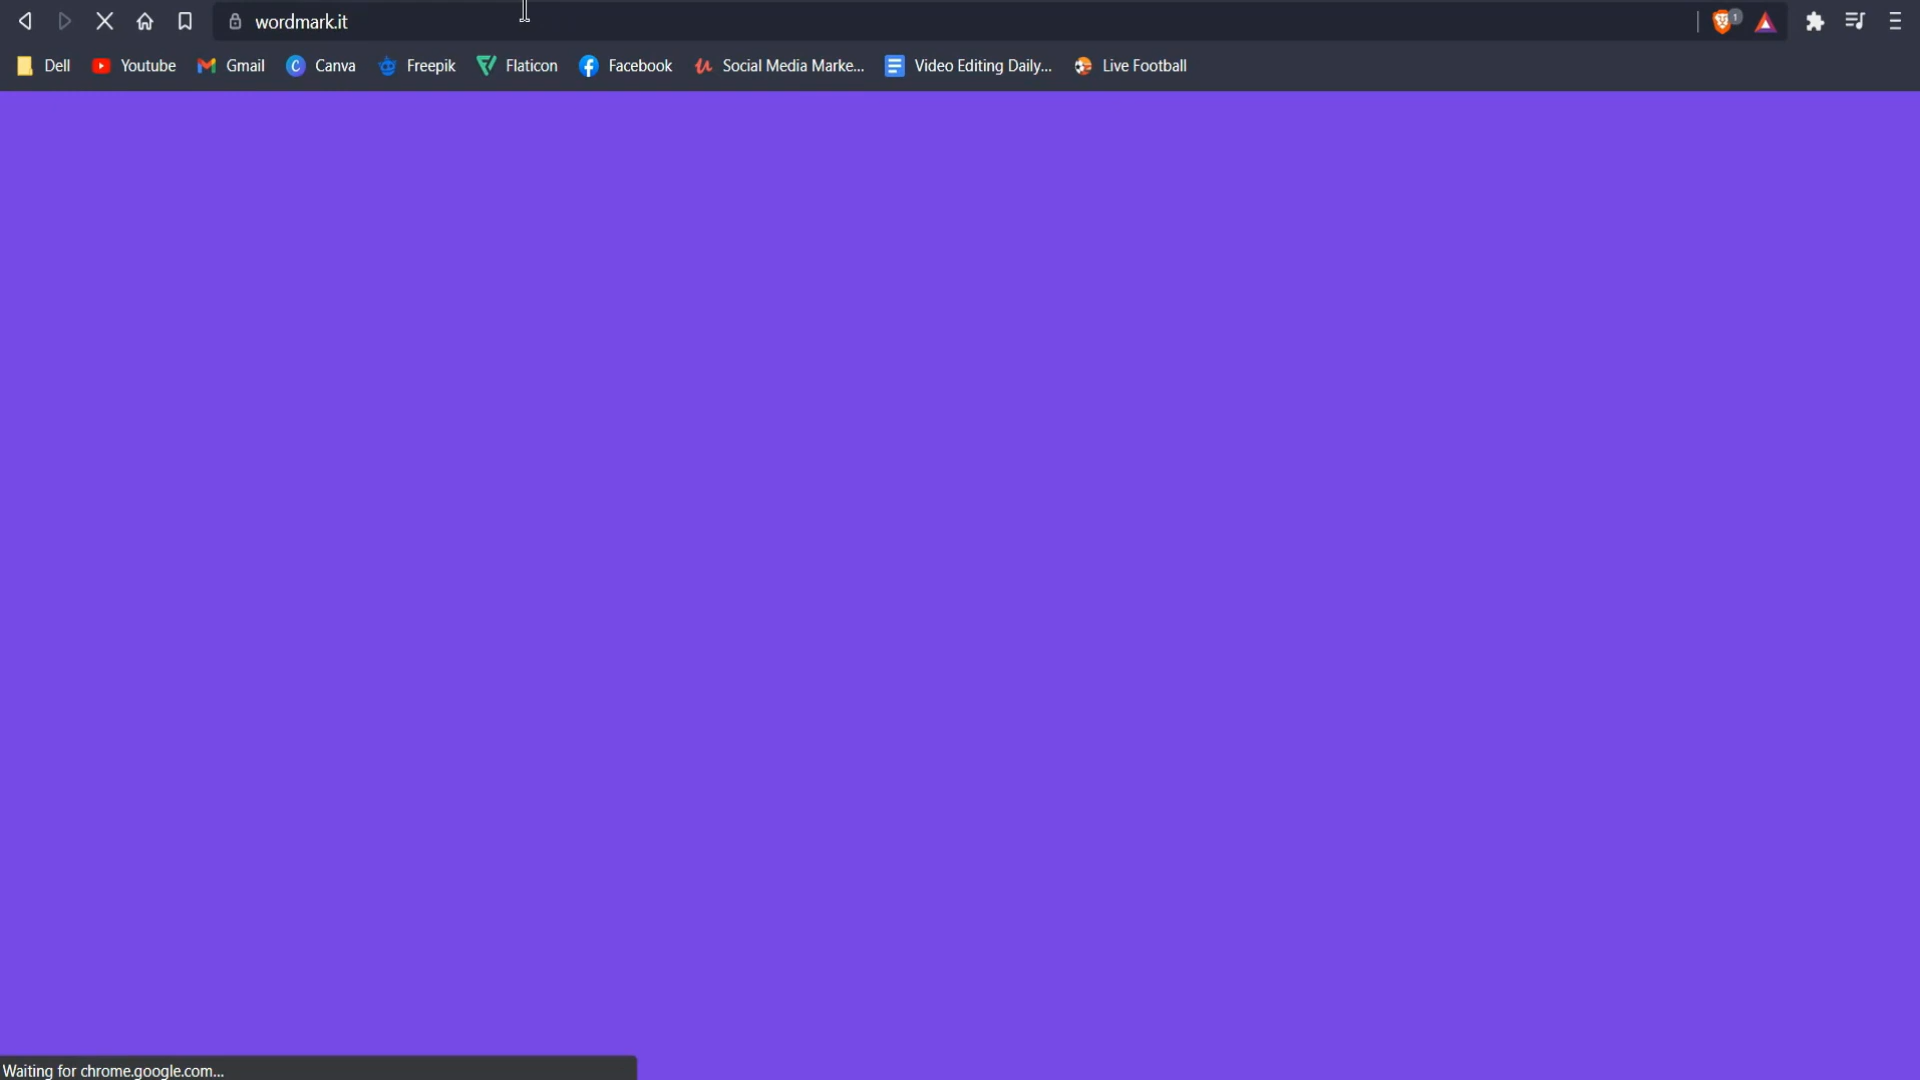 wordmark.it
1
Dell Youtube Gmail Canva Freepik Flaticon Facebook Social Media Marke... Video Editing Daily... Live Football
Waiting for chrome.google.com...